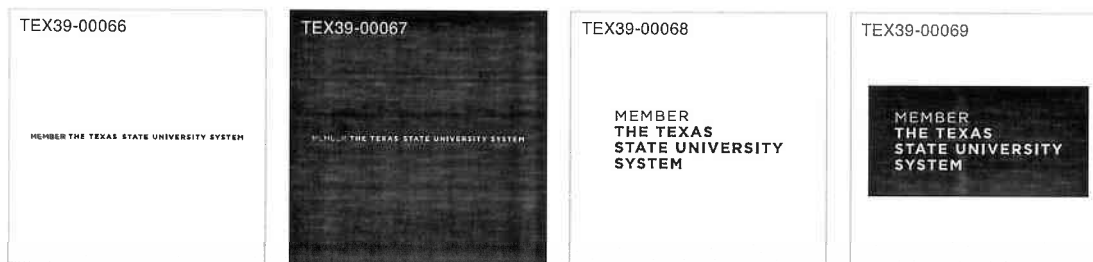 TEX39-00066
MEMBER THE TEXAS STATE UNIVERSITY SYSTEM
TEX39-00067
MEMBER THE TEXAS STATE UNIVERSITY SYSTEM
TEX39-00068
MEMBER
THE TEXAS
STATE UNIVERSITY
SYSTEM
TEX39-00069
MEMBER
THE TEXAS
STATE UNIVERSITY
SYSTEM